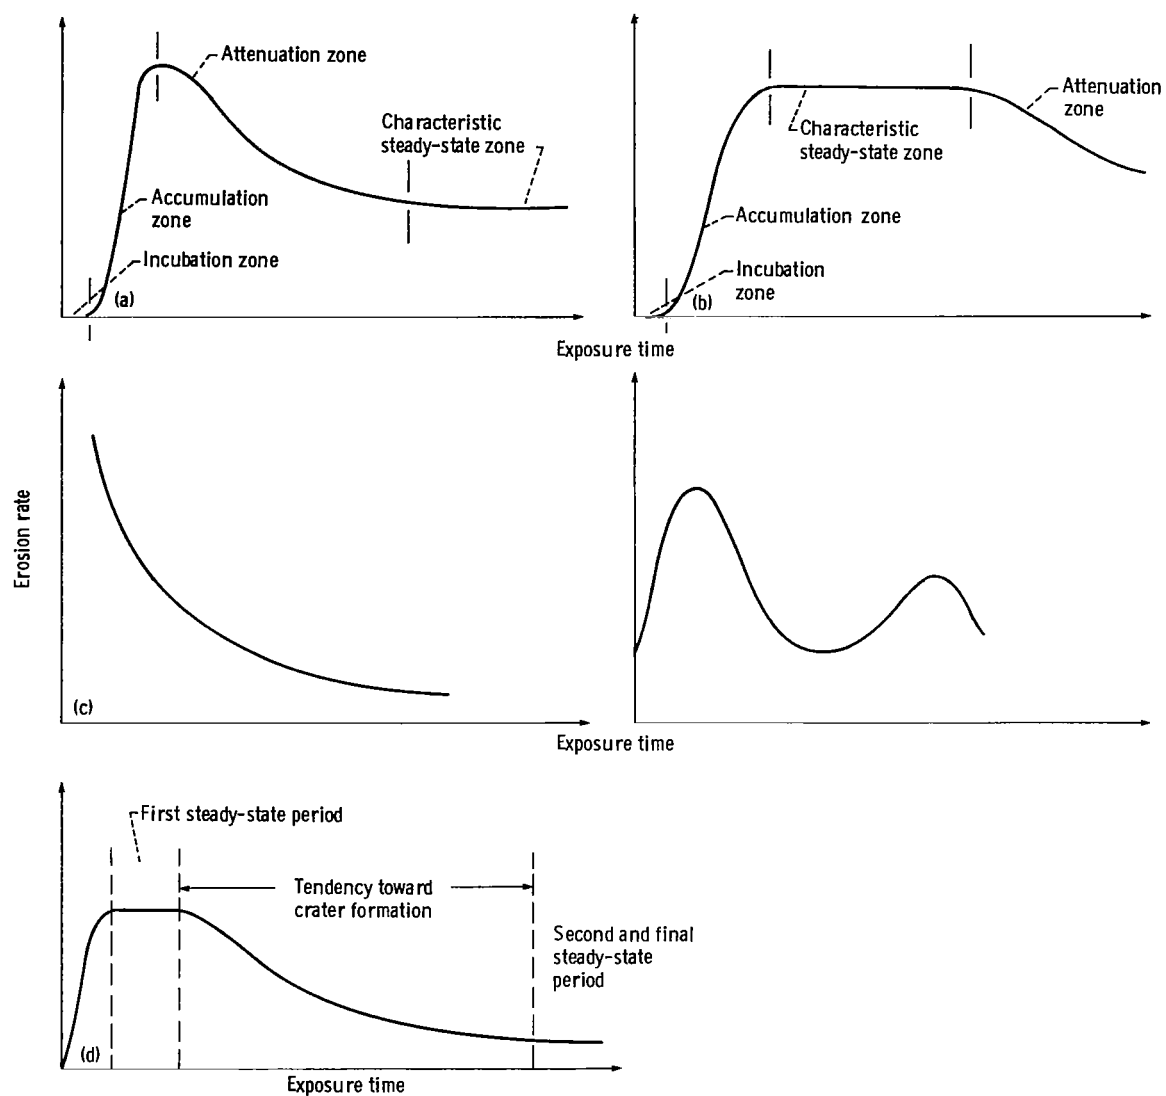 Attenuation zone
Characteristic
steady-state zone
Accumulation
zone
Incubation zone
(a)
Attenuation
zone
Characteristic
steady-state zone
Accumulation zone
Incubation
zone
(b)
Exposure time
Erosion rate
(c)
Exposure time
First steady-state period
Tendency toward
crater formation
Second and final
steady-state
period
(d)
Exposure time